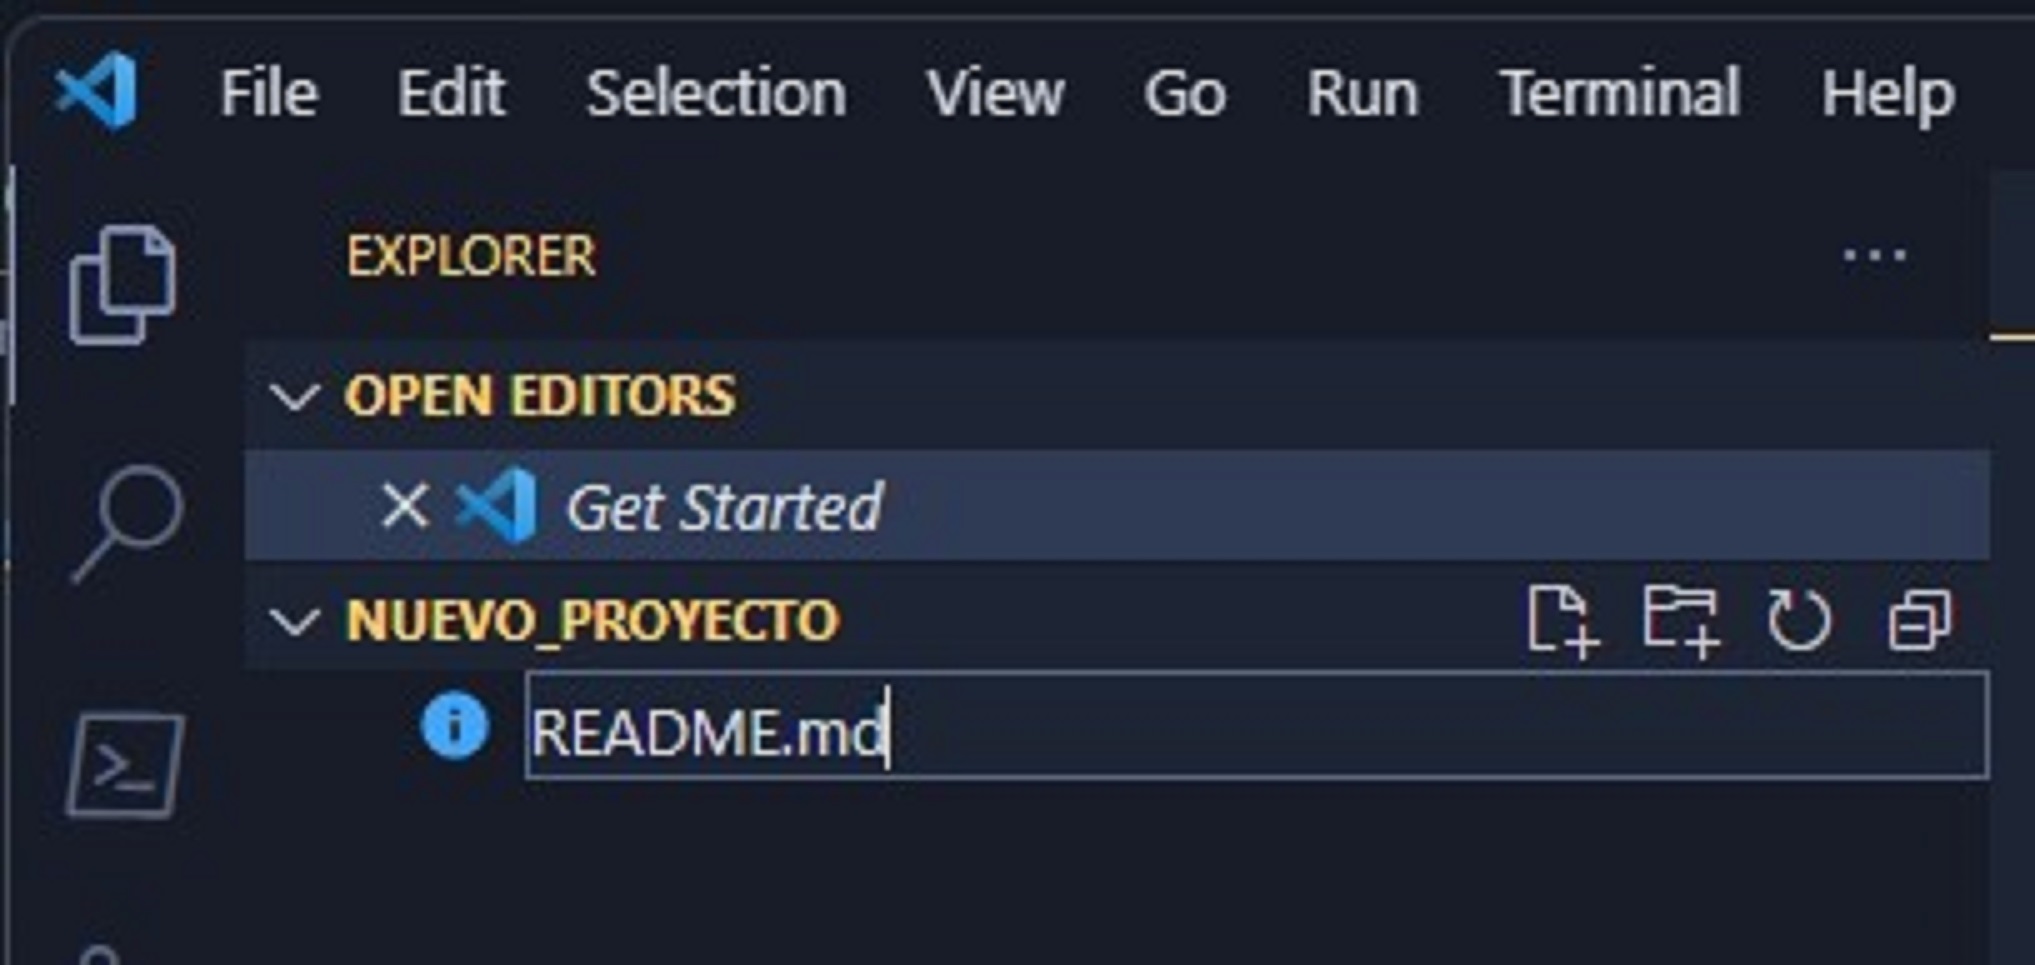 File Edit Selection View Go Run Terminal Help
EXPLORER
OPEN EDITORS
Get Started
NUEVO_PROYECTO
README.md